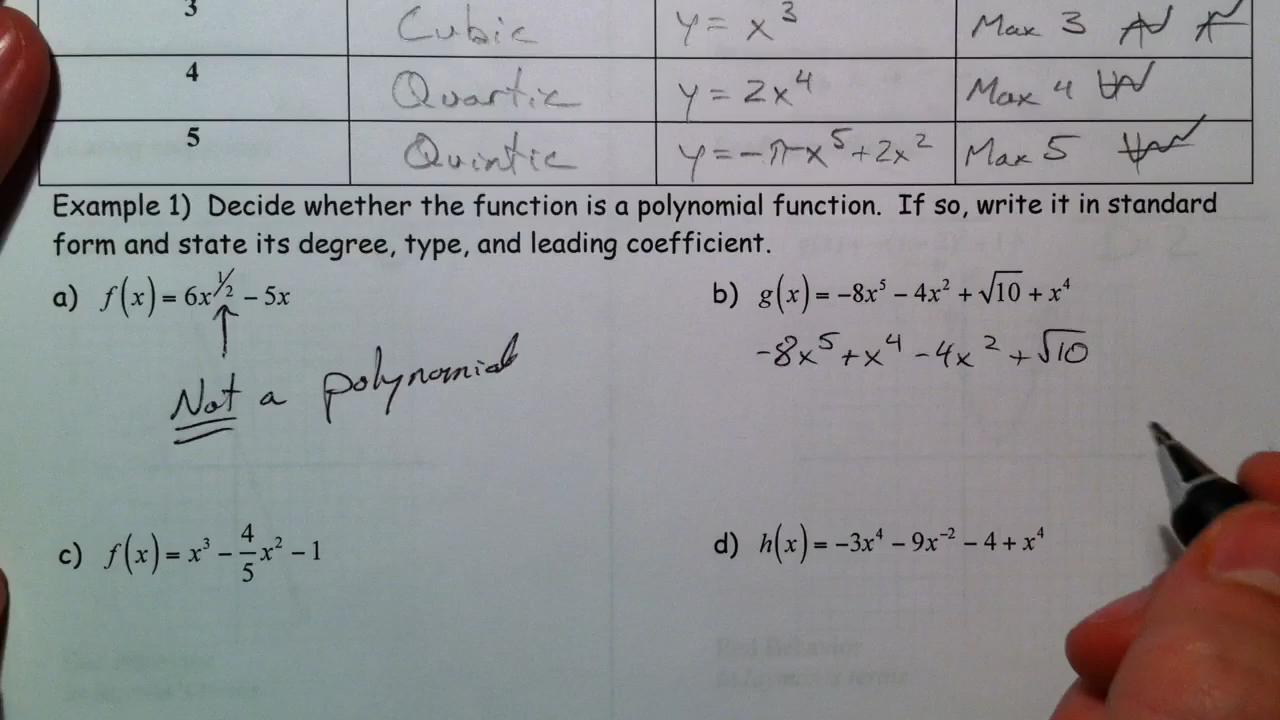 3 Cubic y = x³ Max 3
4 Quartic y = 2x⁴ Max 4
5 Quintic y = -πx⁵ + 2x² Max 5
Example 1) Decide whether the function is a polynomial function. If so, write it in standard
form and state its degree, type, and leading coefficient.
a) f(x) = 6x^{1/2} - 5x
Not a polynomial
b) g(x) = -8x⁵ - 4x² + √10 + x⁴
-8x⁵ + x⁴ - 4x² + √10
c) f(x) = x³ - 4/5 x² - 1
d) h(x) = -3x⁴ - 9x⁻² - 4 + x⁴